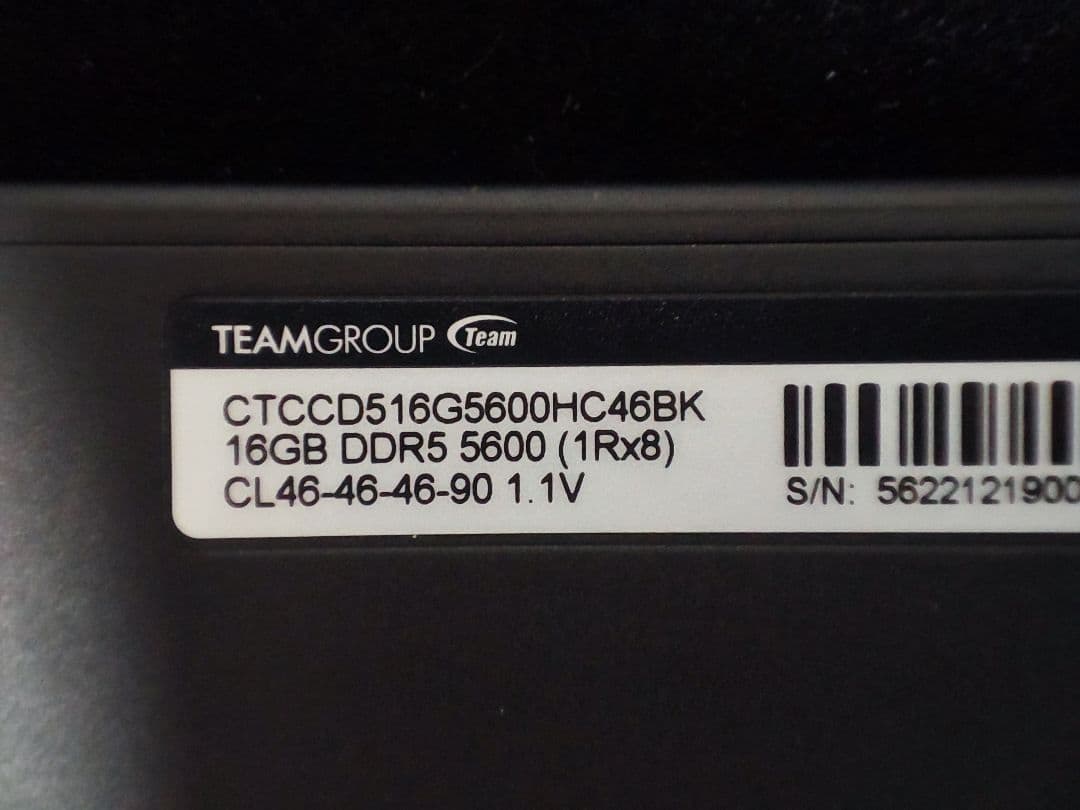 TEAMGROUP Team
CTCCD516G5600HC46BK
16GB DDR5 5600 (1Rx8)
CL46-46-46-90 1.1V
S/N: 5622121900